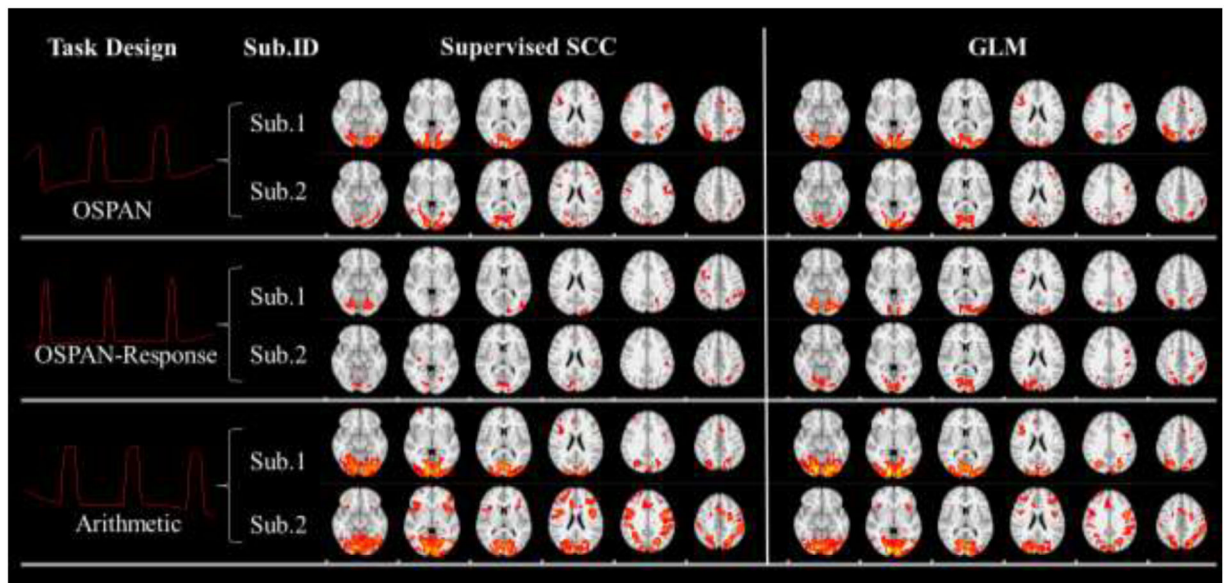 Task Design Sub.ID Supervised SCC GLM
Sub.1
Sub.2
OSPAN
Sub.1
OSPAN-Response
Sub.2
Sub.1
Arithmetic
Sub.2